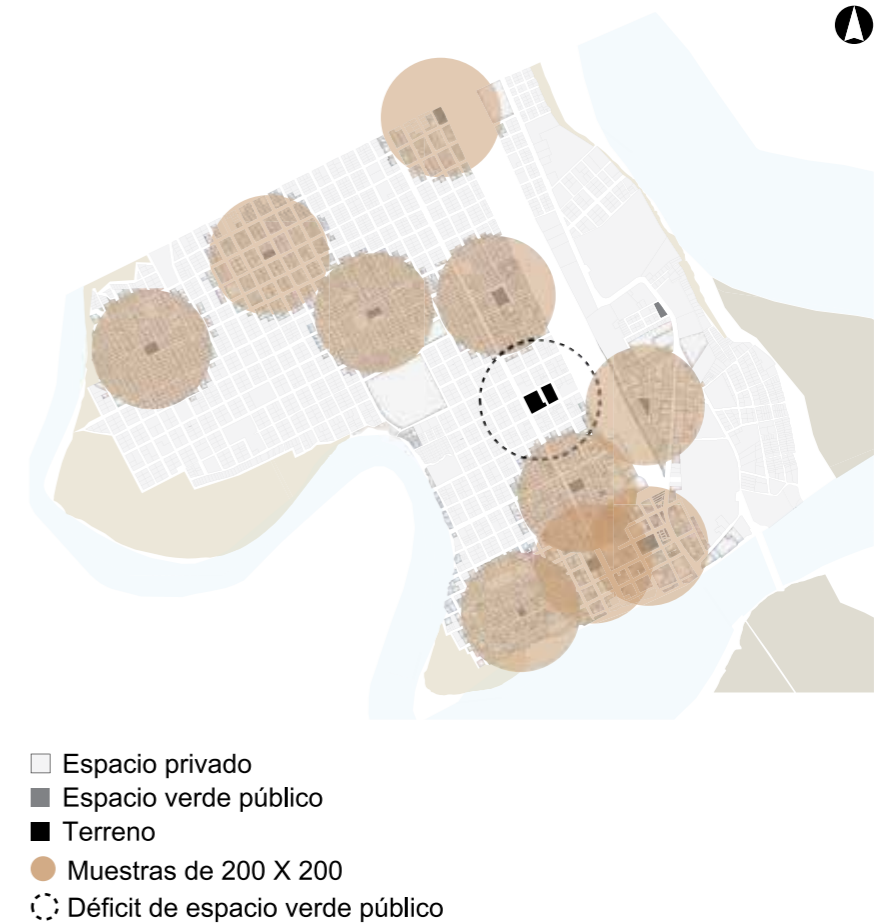 Espacio privado
Espacio verde público
Terreno
Muestras de 200 X 200
Déficit de espacio verde público